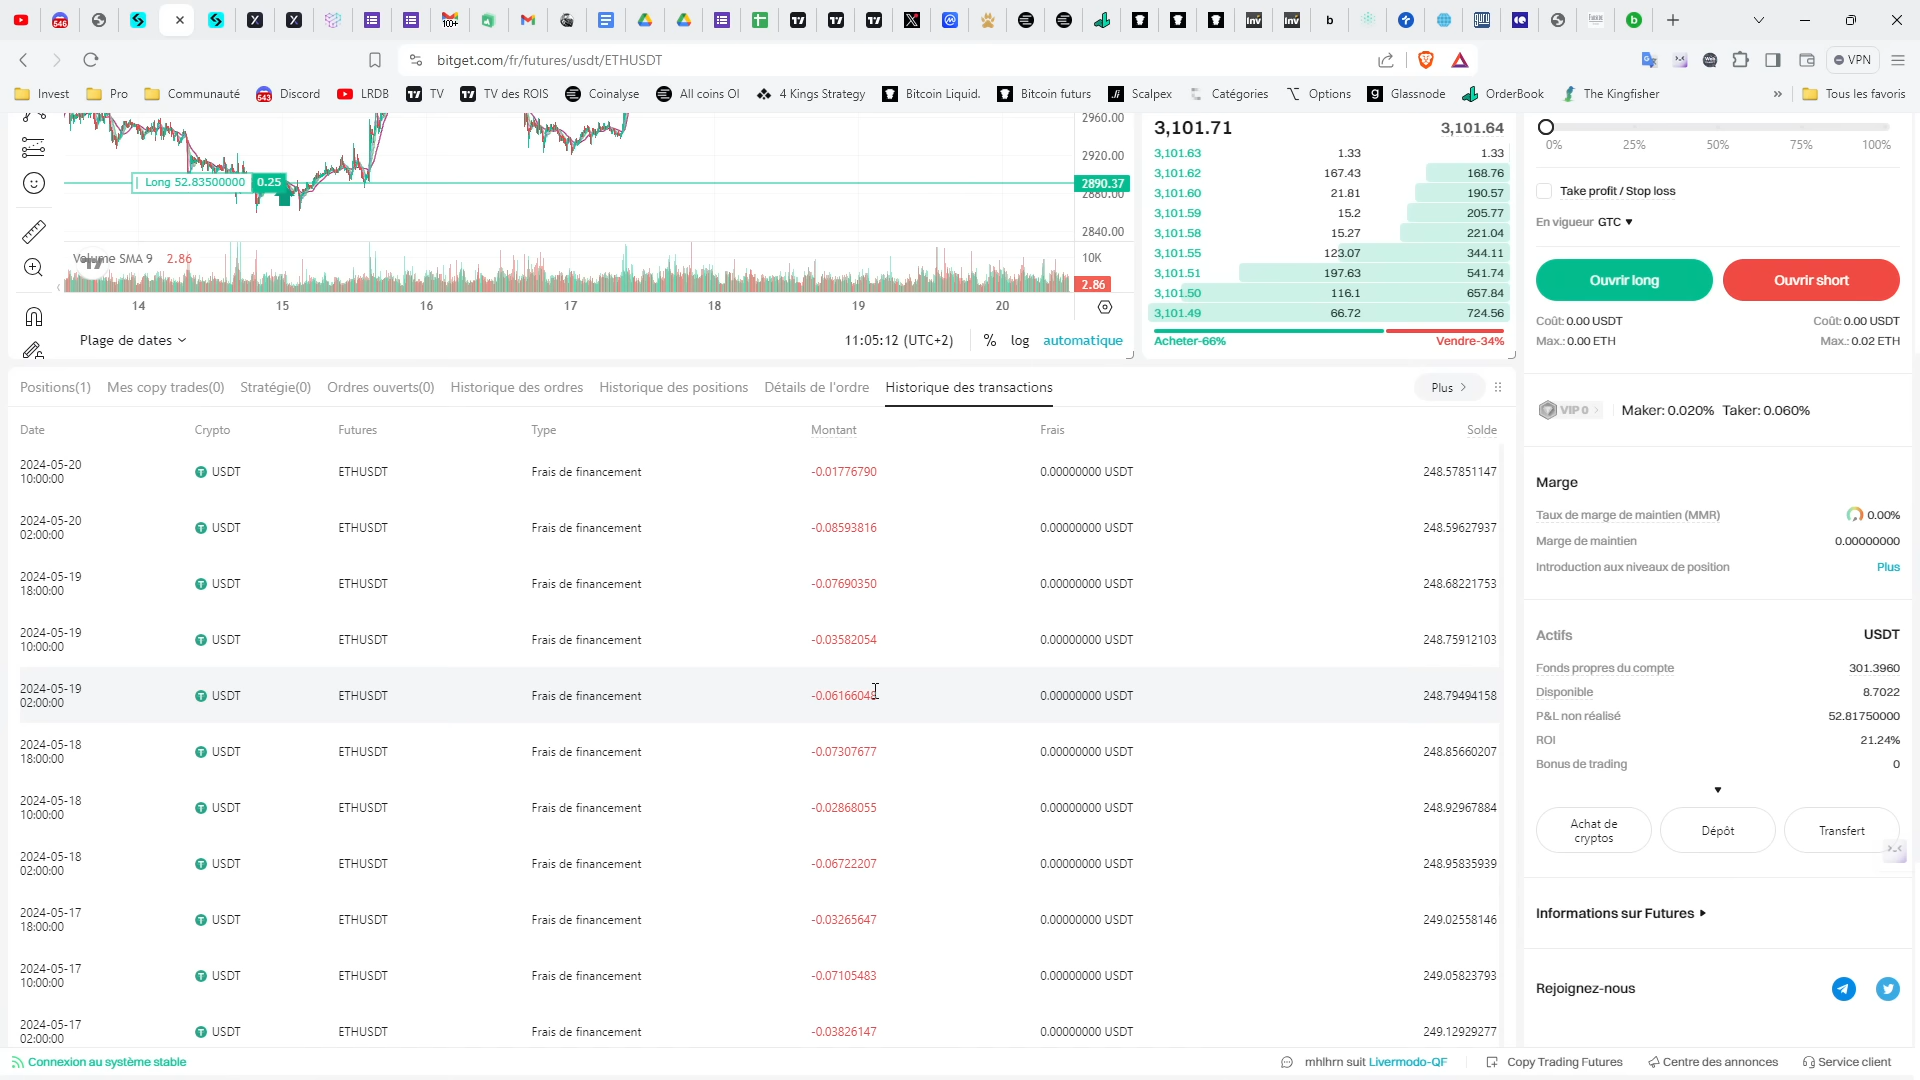 546
100+
bitget.com/fr/futures/usdt/ETHUSDT
VPN
Invest
Pro
Communauté
543
Discord
LRDB
TV
TV des ROIS
Coinalyse
All coins OI
4 Kings Strategy
Bitcoin Liquid.
Bitcoin futurs
Scalpex
Catégories
Options
Glassnode
OrderBook
The Kingfisher
»
Tous les favoris
Long 52.83500000 0.25
Volume SMA 9 2.86
2960.00
2920.00
2890.37
2880.00
2840.00
10K
2.86
14 15 16 17 18 19 20
Plage de dates
11:05:12 (UTC+2)
%
log
automatique
3,101.71 3,101.64
3,101.63 1.33 1.33
3,101.62 167.43 168.76
3,101.60 21.81 190.57
3,101.59 15.2 205.77
3,101.58 15.27 221.04
3,101.55 123.07 344.11
3,101.51 197.63 541.74
3,101.50 116.1 657.84
3,101.49 66.72 724.56
Acheter-66% Vendre-34%
0% 25% 50% 75% 100%
Take profit / Stop loss
En vigueur GTC
Ouvrir long
Ouvrir short
Coût: 0.00 USDT Coût: 0.00 USDT
Max.: 0.00 ETH Max.: 0.02 ETH
VIP 0 Maker: 0.020% Taker: 0.060%
Marge
Taux de marge de maintien (MMR) 0.00%
Marge de maintien 0.00000000
Introduction aux niveaux de position Plus
Actifs USDT
Fonds propres du compte 301.3960
Disponible 8.7022
P&L non réalisé 52.81750000
ROI 21.24%
Bonus de trading 0
Achat de
cryptos
Dépôt
Transfert
Informations sur Futures
Rejoignez-nous
Positions(1) Mes copy trades(0) Stratégie(0) Ordres ouverts(0) Historique des ordres Historique des positions Détails de l'ordre Historique des transactions
Plus
Date Crypto Futures Type Montant Frais Solde
2024-05-20
10:00:00
USDT ETHUSDT Frais de financement -0.01776790 0.00000000 USDT 248.57851147
2024-05-20
02:00:00
USDT ETHUSDT Frais de financement -0.08593816 0.00000000 USDT 248.59627937
2024-05-19
18:00:00
USDT ETHUSDT Frais de financement -0.07690350 0.00000000 USDT 248.68221753
2024-05-19
10:00:00
USDT ETHUSDT Frais de financement -0.03582054 0.00000000 USDT 248.75912103
2024-05-19
02:00:00
USDT ETHUSDT Frais de financement -0.06166048 0.00000000 USDT 248.79494158
2024-05-18
18:00:00
USDT ETHUSDT Frais de financement -0.07307677 0.00000000 USDT 248.85660207
2024-05-18
10:00:00
USDT ETHUSDT Frais de financement -0.02868055 0.00000000 USDT 248.92967884
2024-05-18
02:00:00
USDT ETHUSDT Frais de financement -0.06722207 0.00000000 USDT 248.95835939
2024-05-17
18:00:00
USDT ETHUSDT Frais de financement -0.03265647 0.00000000 USDT 249.02558146
2024-05-17
10:00:00
USDT ETHUSDT Frais de financement -0.07105483 0.00000000 USDT 249.05823793
2024-05-17
02:00:00
USDT ETHUSDT Frais de financement -0.03826147 0.00000000 USDT 249.12929277
Connexion au système stable
mhlhrn suit Livermodo-QF
Copy Trading Futures
Centre des annonces
Service client